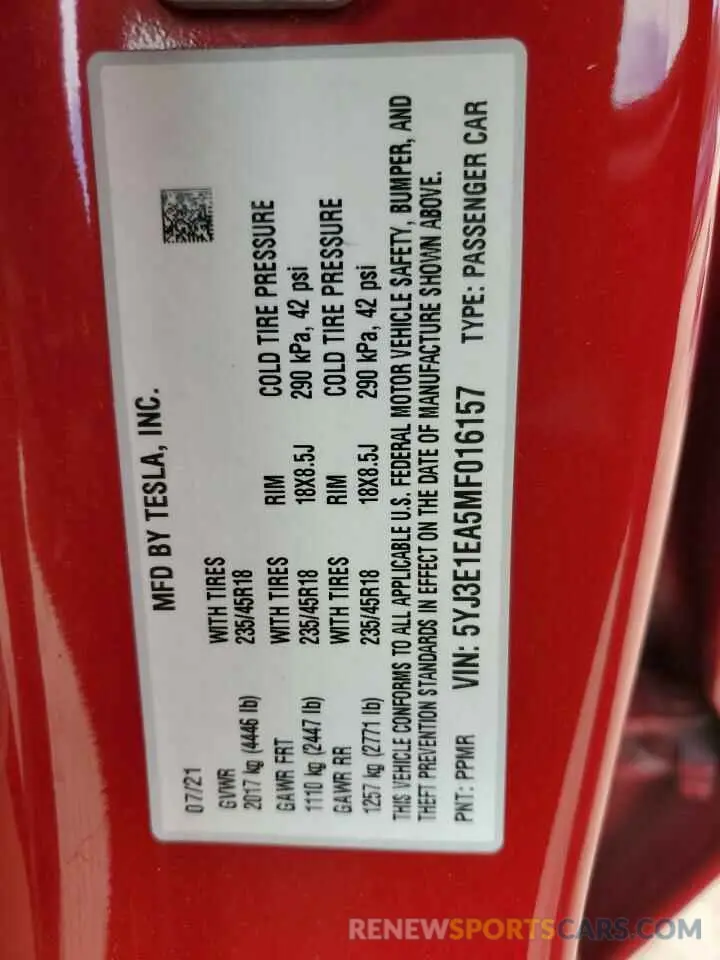 MFD BY TESLA, INC.
07/21
GVWR WITH TIRES
2017 kg (4446 lb) 235/45R18
GAWR FRT WITH TIRES RIM COLD TIRE PRESSURE
1110 kg (2447 lb) 235/45R18 18X8.5J 290 kPa, 42 psi
GAWR RR WITH TIRES RIM COLD TIRE PRESSURE
1257 kg (2771 lb) 235/45R18 18X8.5J 290 kPa, 42 psi
THIS VEHICLE CONFORMS TO ALL APPLICABLE U.S. FEDERAL MOTOR VEHICLE SAFETY, BUMPER, AND
THEFT PREVENTION STANDARDS IN EFFECT ON THE DATE OF MANUFACTURE SHOWN ABOVE.
PNT: PPMR VIN: 5YJ3E1EA5MF016157 TYPE: PASSENGER CAR
RENEWSPORTSCARS.COM